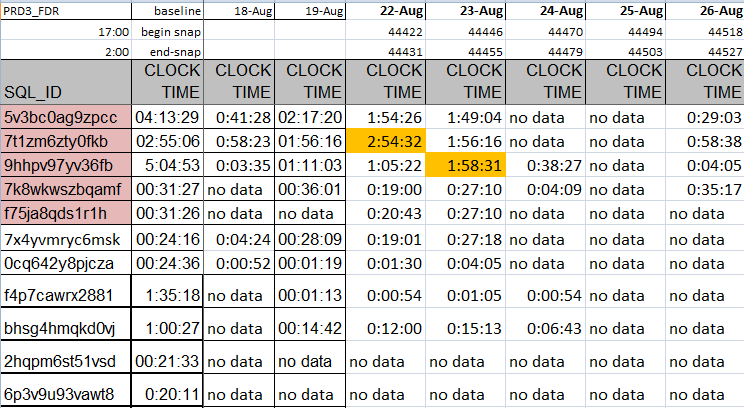 PRD3_FDR baseline 18-Aug 19-Aug 22-Aug 23-Aug 24-Aug 25-Aug 26-Aug
17:00 begin snap 44422 44446 44470 44494 44518
2:00 end-snap 44431 44455 44479 44503 44527
SQL_ID CLOCK TIME CLOCK TIME CLOCK TIME CLOCK TIME CLOCK TIME CLOCK TIME CLOCK TIME CLOCK TIME
5v3bc0ag9zpcc 04:13:29 0:41:28 02:17:20 1:54:26 1:49:04 no data no data 0:29:03
7t1zm6zty0fkb 02:55:06 0:58:23 01:56:16 2:54:32 1:56:16 no data no data 0:58:38
9hhpv97yv36fb 5:04:53 0:03:35 01:11:03 1:05:22 1:58:31 0:38:27 no data 0:04:05
7k8wkwszbqamf 00:31:27 no data 00:36:01 0:19:00 0:27:10 0:04:09 no data 0:35:17
f75ja8qds1r1h 00:31:26 no data no data 0:20:43 0:27:10 no data no data no data
7x4yvmryc6msk 00:24:16 0:04:24 00:28:09 0:19:01 0:27:18 no data no data no data
0cq642y8pjcza 00:24:36 0:00:52 00:01:19 0:01:30 0:04:05 no data no data no data
f4p7cawrx2881 1:35:18 no data 00:01:13 0:00:54 0:01:05 0:00:54 no data no data
bhsg4hmqkd0vj 1:00:27 no data 00:14:42 0:12:00 0:15:13 0:06:43 no data no data
2hqpm6st51vsd 00:21:33 no data no data no data no data no data no data no data
6p3v9u93vawt8 0:20:11 no data no data no data no data no data no data no data